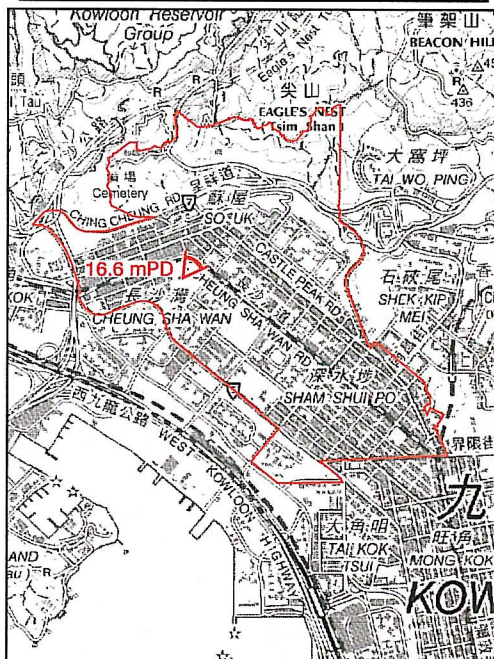 Kowloon Reservoir
Group
筆架山
BEACON HILL
R
436
尖山
Eagle's Nest
尖山
EAGLE'S NEST
Tsim Shan
大窩坪
TAI WO PING
墳場
Cemetery
CHING CHEUNG RD
呈祥道
蘇屋
SO UK
16.6 mPD
CASTLE PEAK RD
長沙灣
CHEUNG SHA WAN
CHEUNG SHA WAN RD
石硤尾
SHEK KIP
MEI
KOK
深水埗
SHAM SHUI PO
西九龍公路
WEST KOWLOON HIGHWAY
界限街
大角咀
TAI KOK
TSUI
九
旺角
MONG KOK
KOW
AND
R